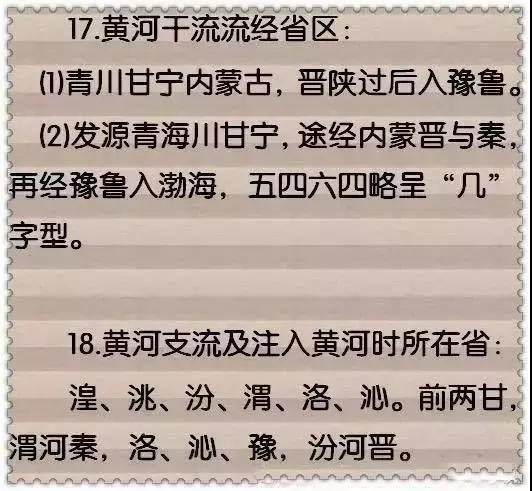 17.黄河干流流经省区：
(1)青川甘宁内蒙古，晋陕过后入豫鲁。
(2)发源青海川甘宁，途经内蒙晋与秦，
再经豫鲁入渤海，五四六四略呈“几”
字型。
18.黄河支流及注入黄河时所在省：
湟、洮、汾、渭、洛、沁。前两甘，
渭河秦，洛、沁、豫，汾河晋。